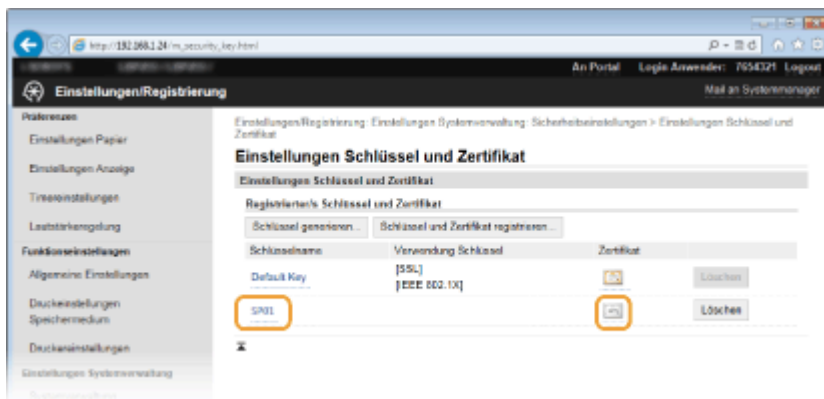 http://192.168.1.24/m_security_key.html
An Portal Login Anwender: 7654321 Logout
Einstellungen/Registrierung
Mail an Systemmanager
Präferenzen
Einstellungen Papier
Einstellungen Anzeige
Timereinstellungen
Lautstärkeregelung
Funktionseinstellungen
Allgemeine Einstellungen
Druckeinstellungen
Speichermedium
Druckereinstellungen
Einstellungen Systemverwaltung
Einstellungen/Registrierung: Einstellungen Systemverwaltung: Sicherheitseinstellungen > Einstellungen Schlüssel und
Zertifikat
Einstellungen Schlüssel und Zertifikat
Einstellungen Schlüssel und Zertifikat
Registrierter/s Schlüssel und Zertifikat
Schlüssel generieren... Schlüssel und Zertifikat registrieren...
Schlüsselname Verwendung Schlüssel Zertifikat
Default Key [SSL]
[IEEE 802.1X] Löschen
SP01 Löschen